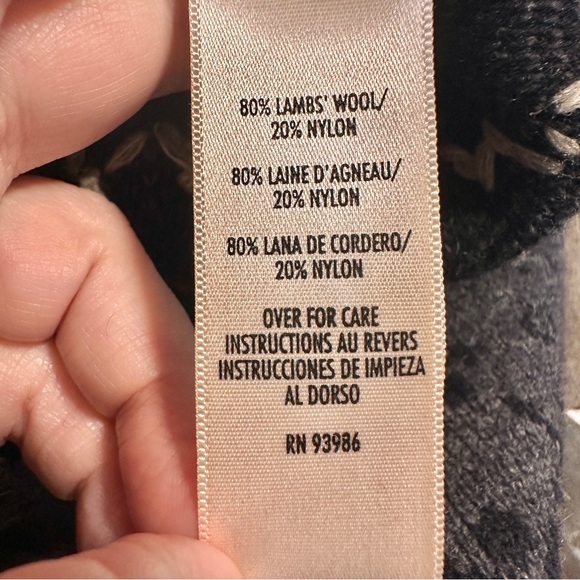 80% LAMBS' WOOL/
20% NYLON
80% LAINE D'AGNEAU/
20% NYLON
80% LANA DE CORDERO/
20% NYLON
OVER FOR CARE
INSTRUCTIONS AU REVERS
INSTRUCCIONES DE IMPIEZA
AL DORSO
RN 93986